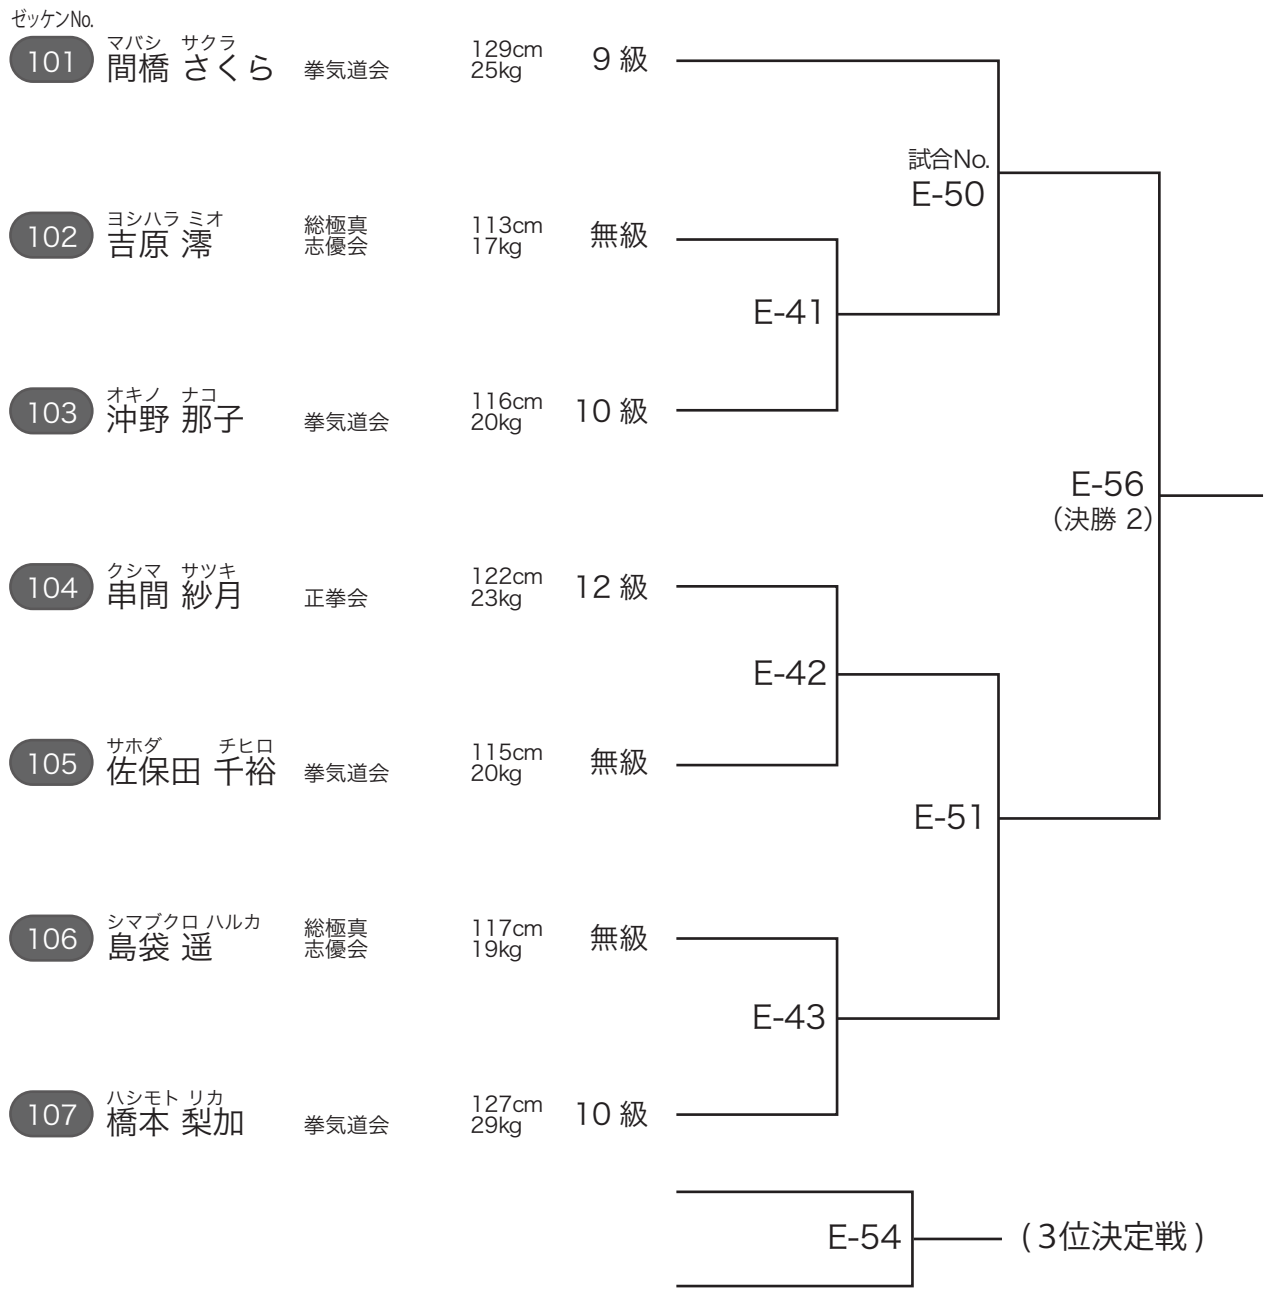 ゼッケンNo.
101
マバシ サクラ
間橋 さくら
拳気道会
129cm
25kg
9 級
試合No.
E-50
102
ヨシハラ ミオ
吉原 澪
総極真
志優会
113cm
17kg
無級
E-41
103
オキノ ナコ
沖野 那子
拳気道会
116cm
20kg
10 級
E-56
(決勝 2)
104
クシマ サツキ
串間 紗月
正拳会
122cm
23kg
12 級
E-42
105
サホダ チヒロ
佐保田 千裕
拳気道会
115cm
20kg
無級
E-51
106
シマブクロ ハルカ
島袋 遥
総極真
志優会
117cm
19kg
無級
E-43
107
ハシモト リカ
橋本 梨加
拳気道会
127cm
29kg
10 級
E-54
( 3位決定戦 )